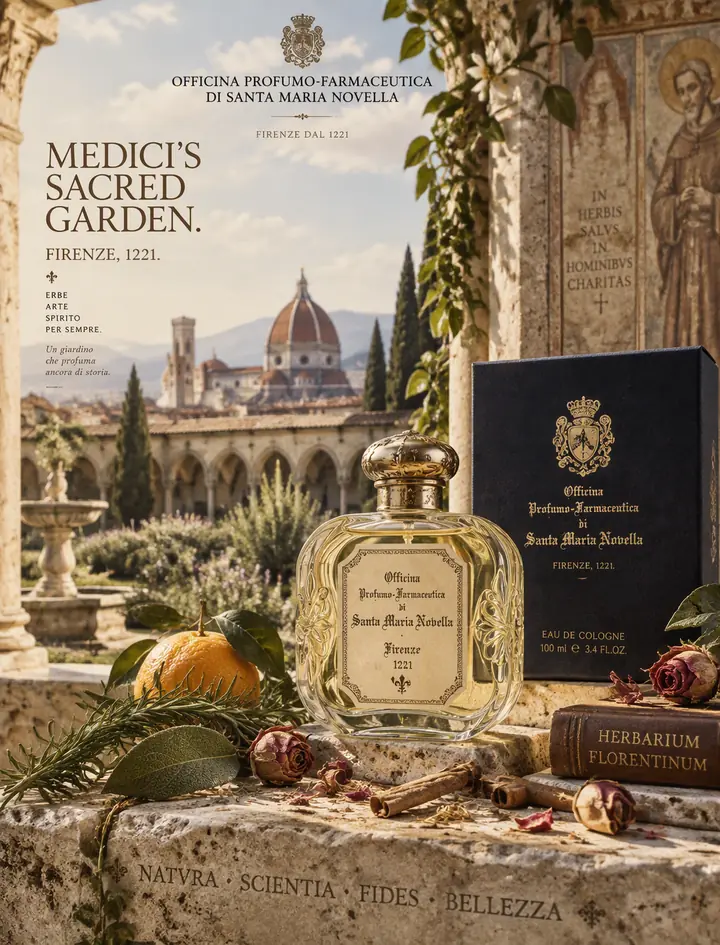 OFFICINA PROFUMO-FARMACEUTICA
DI SANTA MARIA NOVELLA
FIRENZE DAL 1221
MEDICI'S
SACRED
GARDEN.
FIRENZE, 1221.
ERBE
ARTE
SPIRITO
PER SEMPRE.
Un giardino
che profuma
ancora di storia.
IN
HERBIS
SALVS
IN
HOMINIBVS
CHARITAS
Officina
Profumo-Farmaceutica
di
Santa Maria Novella
FIRENZE, 1221.
EAU DE COLOGNE
100 ml ℮ 3.4 FL.OZ.
Officina
Profumo-Farmaceutica
di
Santa Maria Novella
Firenze
1221
HERBARIUM
FLORENTINUM
NATVRA · SCIENTIA · FIDES · BELLEZZA